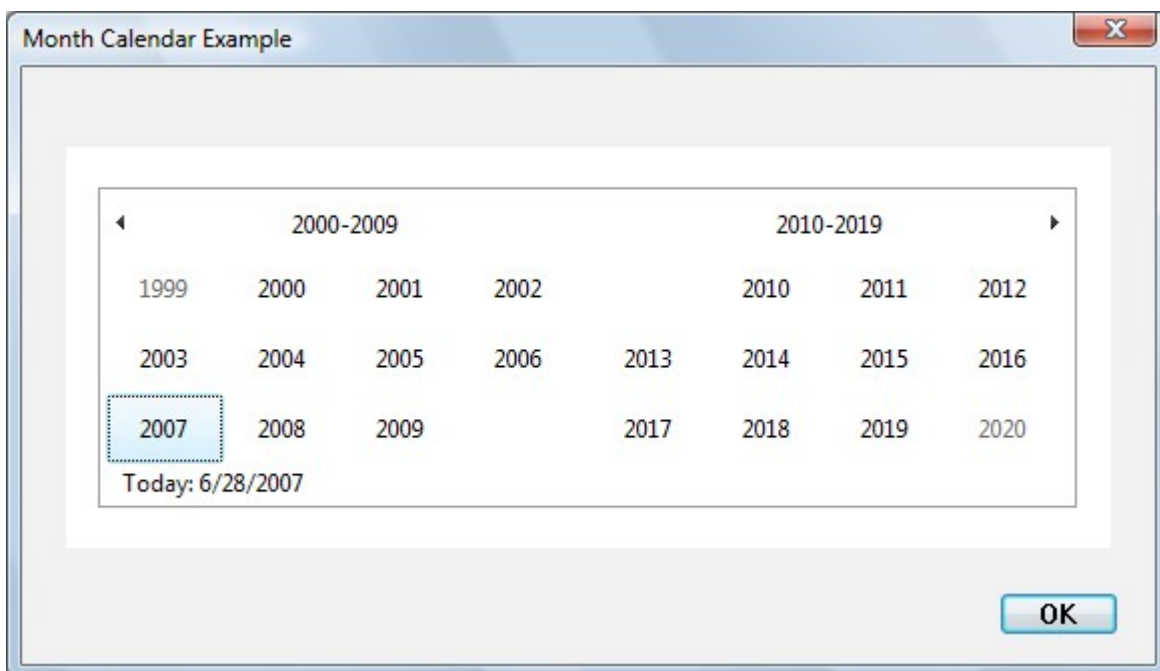 Month Calendar Example
2000-2009 2010-2019
1999 2000 2001 2002 2010 2011 2012
2003 2004 2005 2006 2013 2014 2015 2016
2007 2008 2009 2017 2018 2019 2020
Today: 6/28/2007
OK